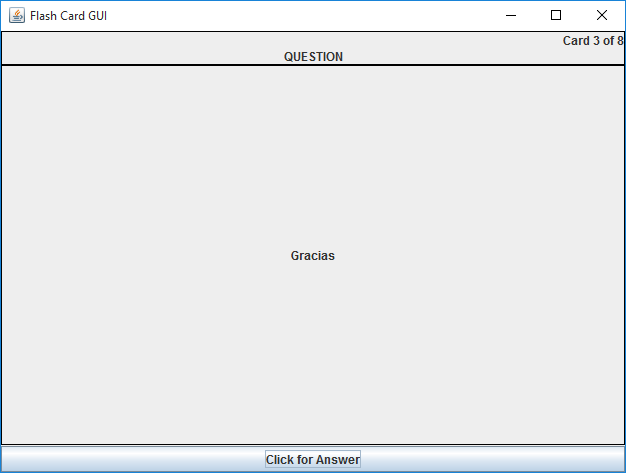 Flash Card GUI
Card 3 of 8
QUESTION
Gracias
Click for Answer